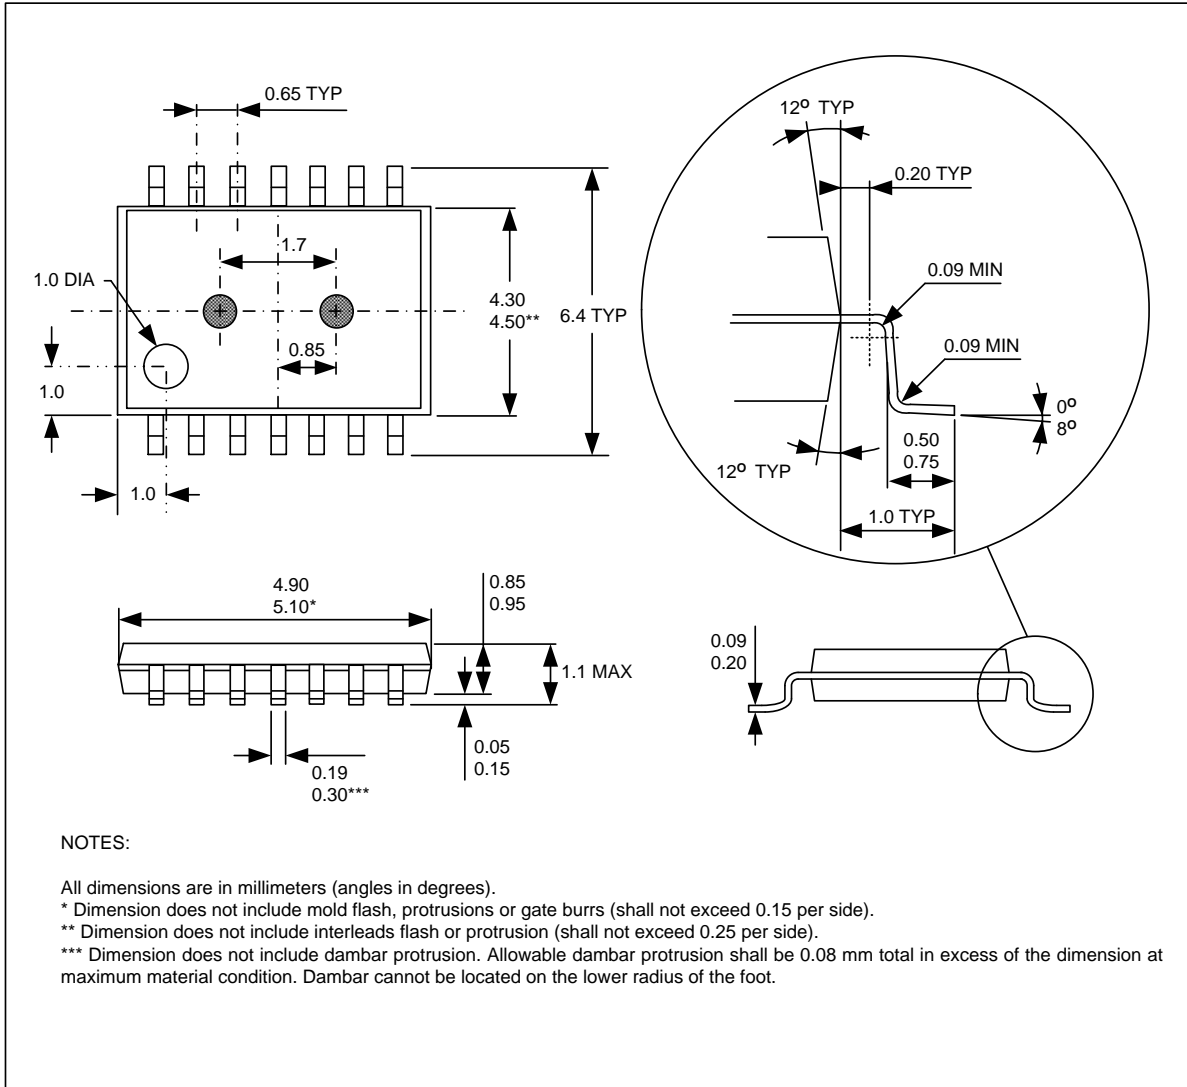 0.65 TYP
1.7
1.0 DIA
4.30
4.50**
6.4 TYP
0.85
1.0
1.0
12º TYP
0.20 TYP
0.09 MIN
0.09 MIN
0º
8º
0.50
0.75
12º TYP
1.0 TYP
4.90
5.10*
0.85
0.95
1.1 MAX
0.05
0.15
0.19
0.30***
0.09
0.20
NOTES:
All dimensions are in millimeters (angles in degrees).
* Dimension does not include mold flash, protrusions or gate burrs (shall not exceed 0.15 per side).
** Dimension does not include interleads flash or protrusion (shall not exceed 0.25 per side).
*** Dimension does not include dambar protrusion. Allowable dambar protrusion shall be 0.08 mm total in excess of the dimension at
maximum material condition. Dambar cannot be located on the lower radius of the foot.